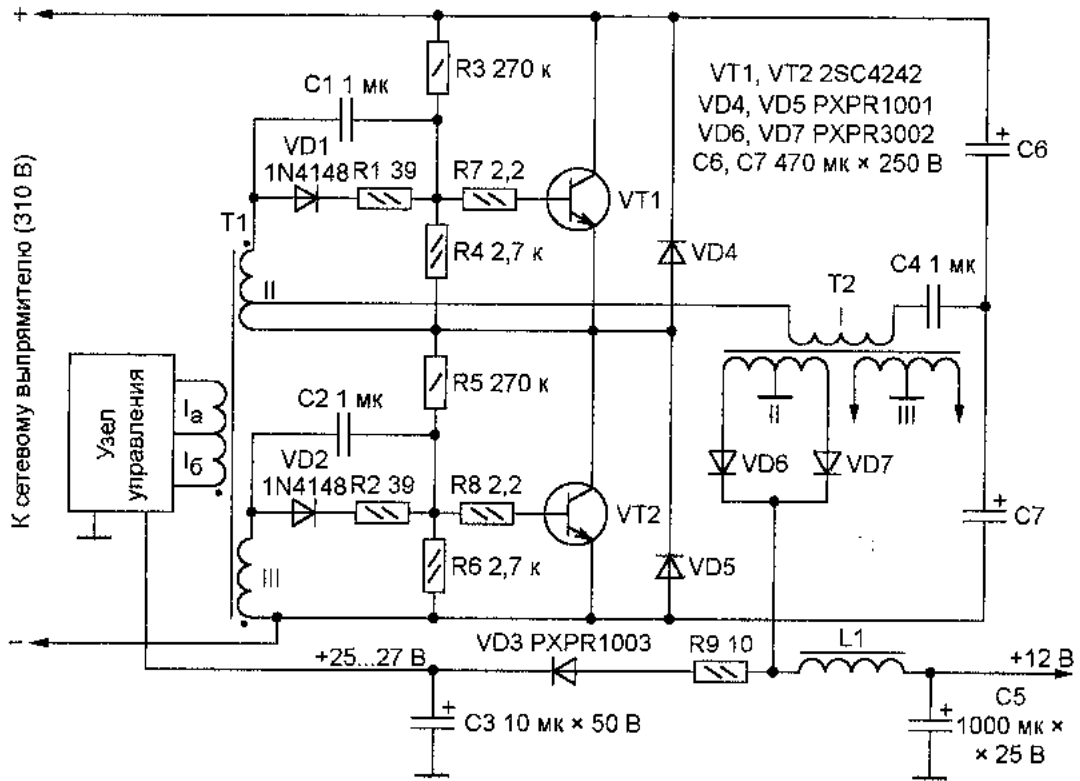 +
R3 270 к
C1 1 мк
VT1, VT2 2SC4242
VD4, VD5 PXPR1001
VD6, VD7 PXPR3002
C6, C7 470 мк × 250 В
+
C6
VD1
1N4148
R1 39
R7 2,2
VT1
T1
R4 2,7 к
VD4
C4 1 мк
T2
I
II
К сетевому выпрямителю (310 В)
Узел
управления
Iа
Iб
R5 270 к
C2 1 мк
II
III
VD2
1N4148
R2 39
R8 2,2
VT2
VD6
VD7
+
C7
R6 2,7 к
VD5
III
–
VD3 PXPR1003
R9 10
L1
+25...27 В
+12 В
+
C3 10 мк × 50 В
+
C5
1000 мк ×
× 25 В